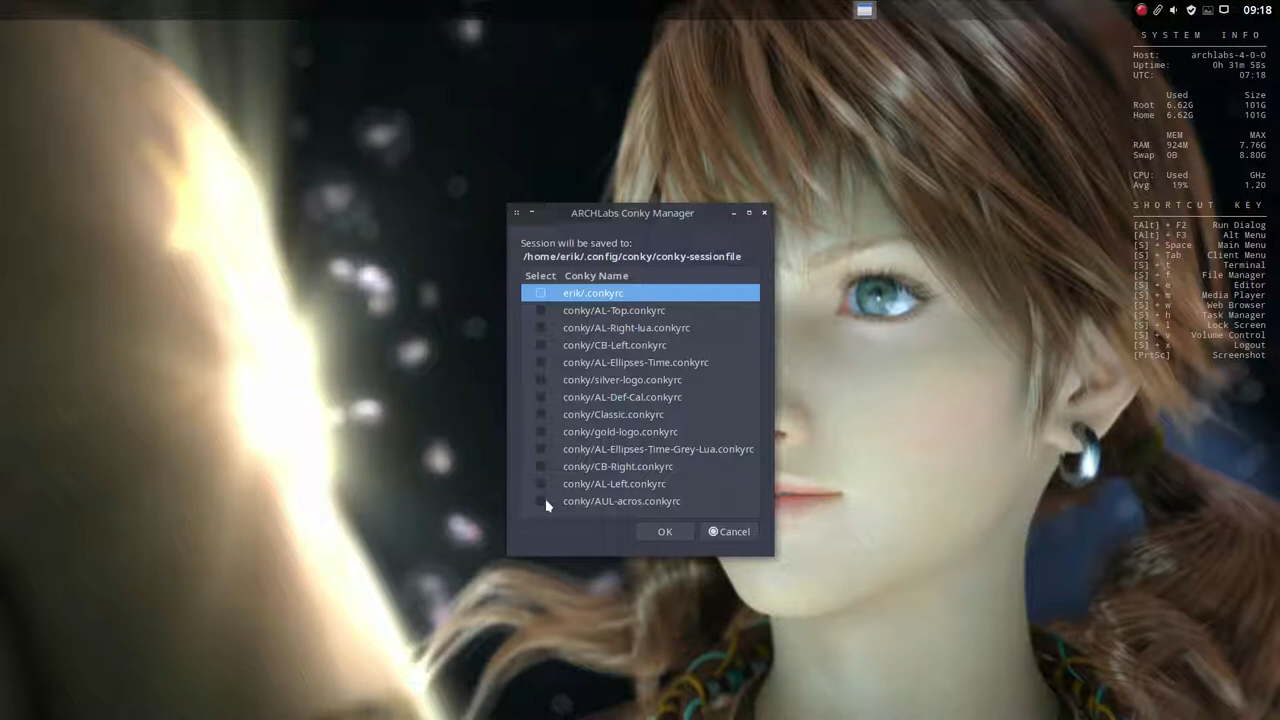 09:18
SYSTEM INFO
Host: archlabs-4-0-0
Uptime: 0h 31m 58s
UTC: 07:18
Used Size
Root 6.62G 101G
Home 6.62G 101G
MEM MAX
RAM 924M 7.76G
Swap 0B 8.80G
CPU: Used GHz
Avg 19% 1.20
SHORTCUT KEY
[Alt] + F2 Run Dialog
[Alt] + F3 Alt Menu
[S] + Space Main Menu
[S] + Tab Client Menu
[S] + t Terminal
[S] + f File Manager
[S] + e Editor
[S] + m Media Player
[S] + w Web Browser
[S] + h Task Manager
[S] + l Lock Screen
[S] + v Volume Control
[S] + x Logout
[PrtSc] Screenshot
ARCHLabs Conky Manager
Session will be saved to:
/home/erik/.config/conky/conky-sessionfile
Select Conky Name
erik/.conkyrc
conky/AL-Top.conkyrc
conky/AL-Right-lua.conkyrc
conky/CB-Left.conkyrc
conky/AL-Ellipses-Time.conkyrc
conky/silver-logo.conkyrc
conky/AL-Def-Cal.conkyrc
conky/Classic.conkyrc
conky/gold-logo.conkyrc
conky/AL-Ellipses-Time-Grey-Lua.conkyrc
conky/CB-Right.conkyrc
conky/AL-Left.conkyrc
conky/AUL-acros.conkyrc
OK Cancel